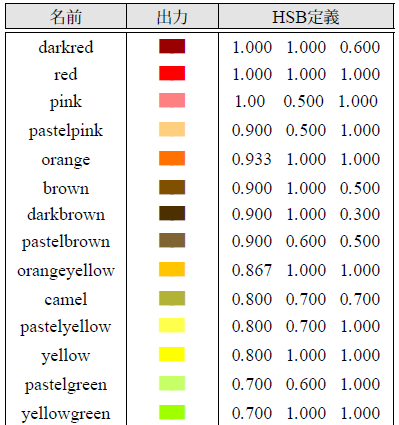 名前 出力 HSB定義
darkred 1.000 1.000 0.600
red 1.000 1.000 1.000
pink 1.00 0.500 1.000
pastelpink 0.900 0.500 1.000
orange 0.933 1.000 1.000
brown 0.900 1.000 0.500
darkbrown 0.900 1.000 0.300
pastelbrown 0.900 0.600 0.500
orangeyellow 0.867 1.000 1.000
camel 0.800 0.700 0.700
pastelyellow 0.800 0.700 1.000
yellow 0.800 1.000 1.000
pastelgreen 0.700 0.600 1.000
yellowgreen 0.700 1.000 1.000